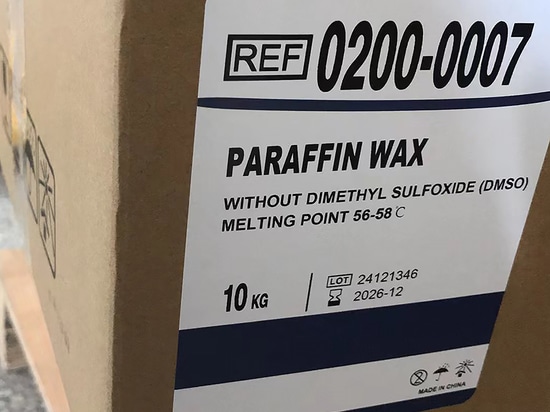 REF 0200-0007
PARAFFIN WAX
WITHOUT DIMETHYL SULFOXIDE (DMSO)
MELTING POINT 56-58℃
10 KG
LOT 24121346
2026-12
MADE IN CHINA